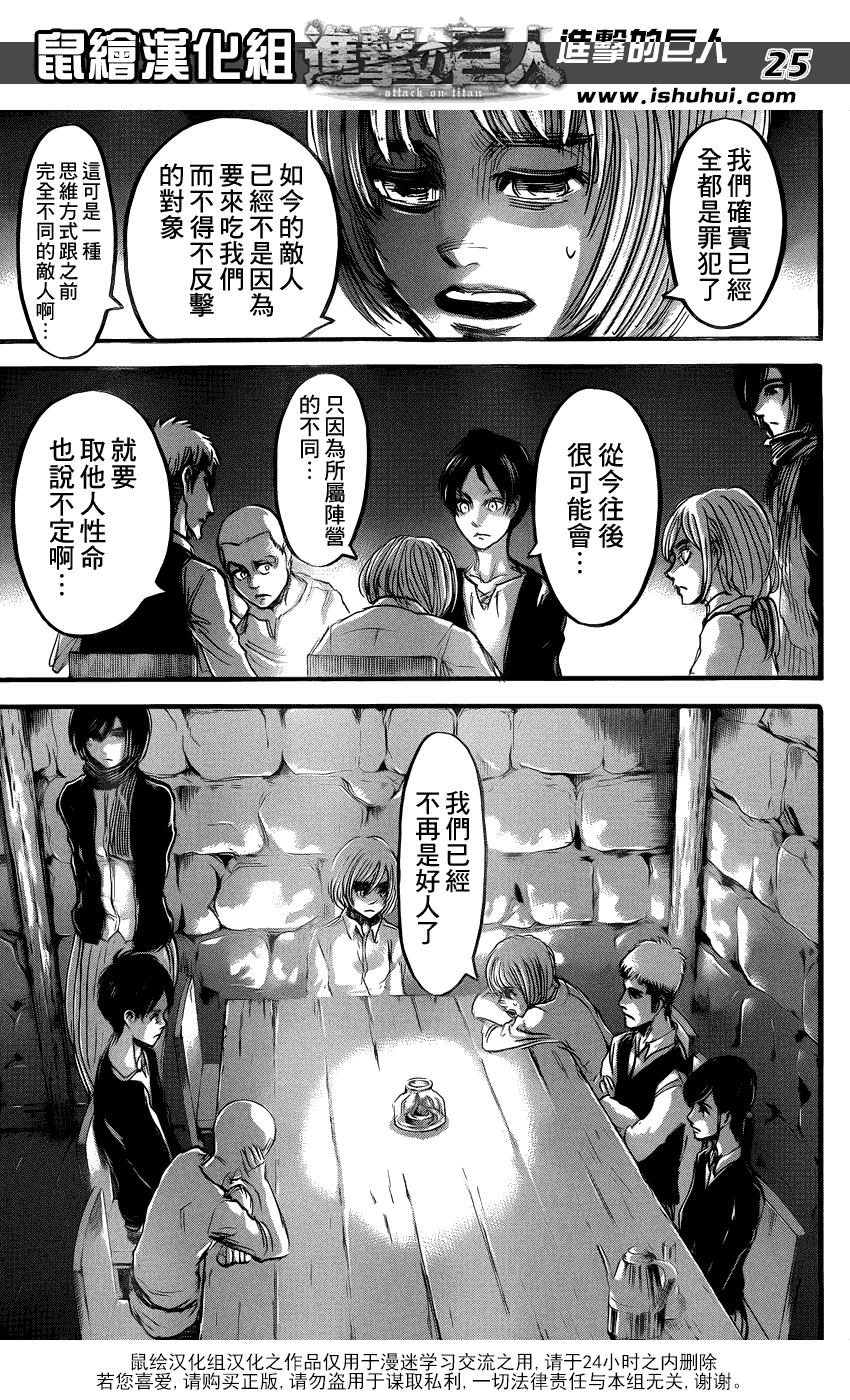 鼠繪漢化組
進擊の巨人
attack on titan
進擊的巨人
25
www.ishuhui.com
我們確實已經
全都是罪犯了
如今的敵人
已經不是因為
要來吃我們
而不得不反擊
的對象
這可是一種
思維方式跟之前
完全不同的敵人啊…
從今往後
很可能會…
只因為所屬陣營
的不同…
就要
取他人性命
也說不定啊…
我們已經
不再是好人了
鼠绘汉化组汉化之作品仅用于漫迷学习交流之用,请于24小时之内删除
若您喜爱,请购买正版,请勿盗用于谋取私利,一切法律责任与本组无关,谢谢。